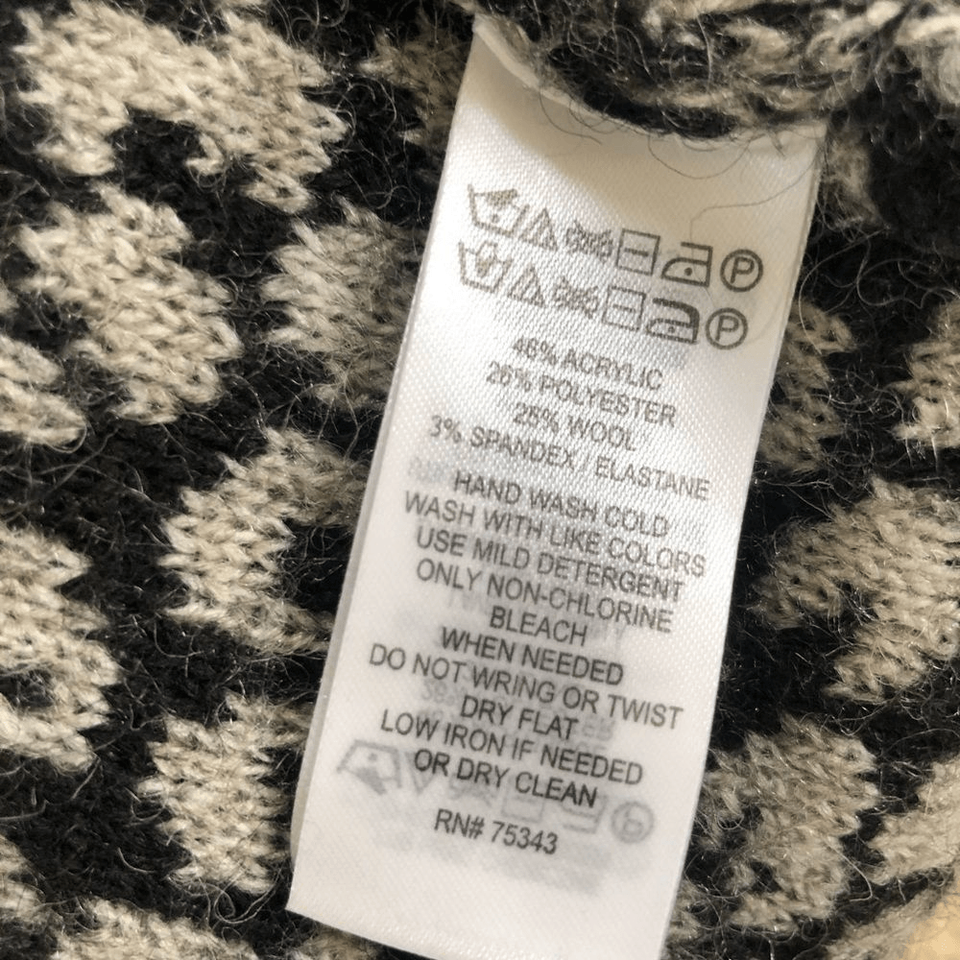 P
P
46% ACRYLIC
26% POLYESTER
25% WOOL
3% SPANDEX / ELASTANE
HAND WASH COLD
WASH WITH LIKE COLORS
USE MILD DETERGENT
ONLY NON-CHLORINE
BLEACH
WHEN NEEDED
DO NOT WRING OR TWIST
DRY FLAT
LOW IRON IF NEEDED
OR DRY CLEAN
RN# 75343